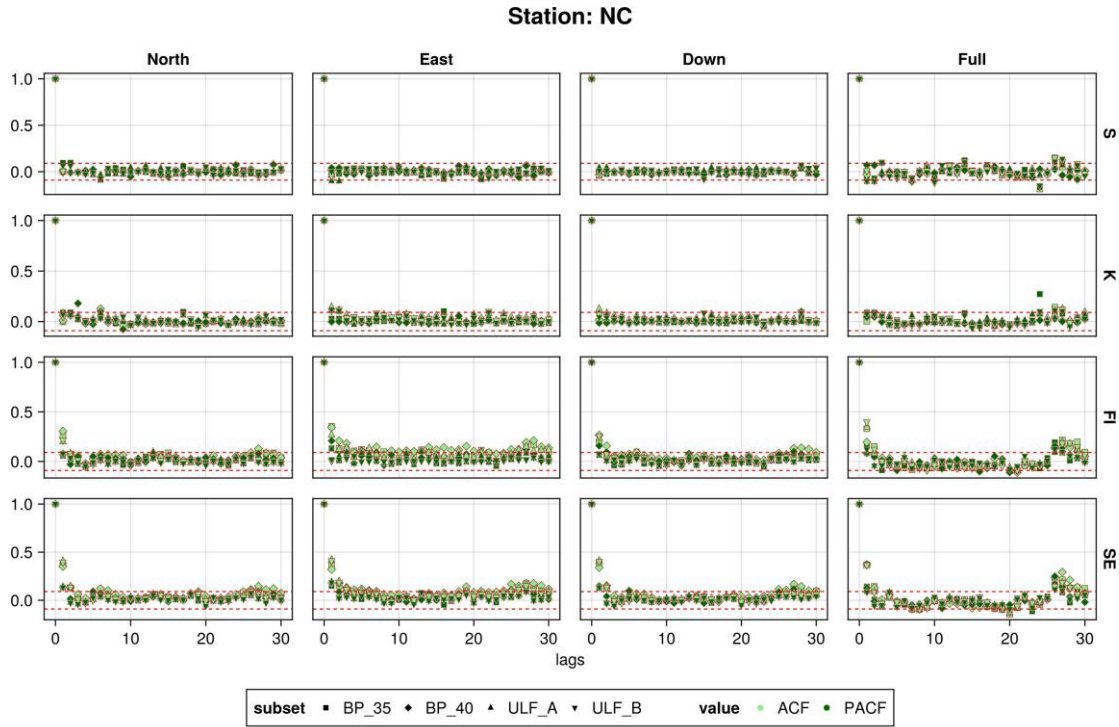 Station: NC
North East Down Full
1.0
0.5
0.0
S
1.0
0.5
0.0
K
1.0
0.5
0.0
FI
1.0
0.5
0.0
SE
0 10 20 30 0 10 20 30 0 10 20 30 0 10 20 30
lags
subset BP_35 BP_40 ULF_A ULF_B value ACF PACF